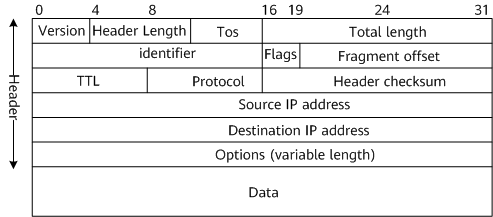 0 4 8 16 19 24 31
Version Header Length Tos Total length
identifier Flags Fragment offset
TTL Protocol Header checksum
Header
Source IP address
Destination IP address
Options (variable length)
Data